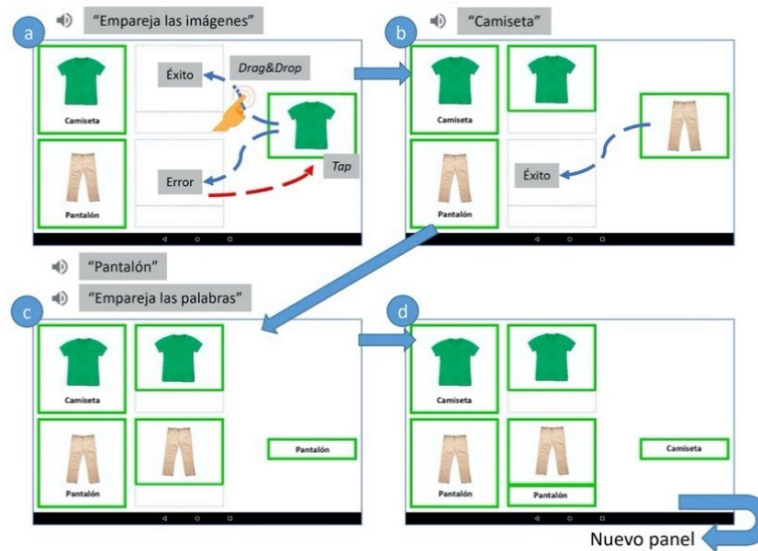 "Empareja las imágenes"
a
Éxito
Drag&Drop
Camiseta
Error
Tap
Pantalón
"Camiseta"
b
Camiseta
Éxito
Pantalón
"Pantalón"
"Empareja las palabras"
c
Camiseta
Pantalón
Pantalón
d
Camiseta
Camiseta
Pantalón
Pantalón
Nuevo panel